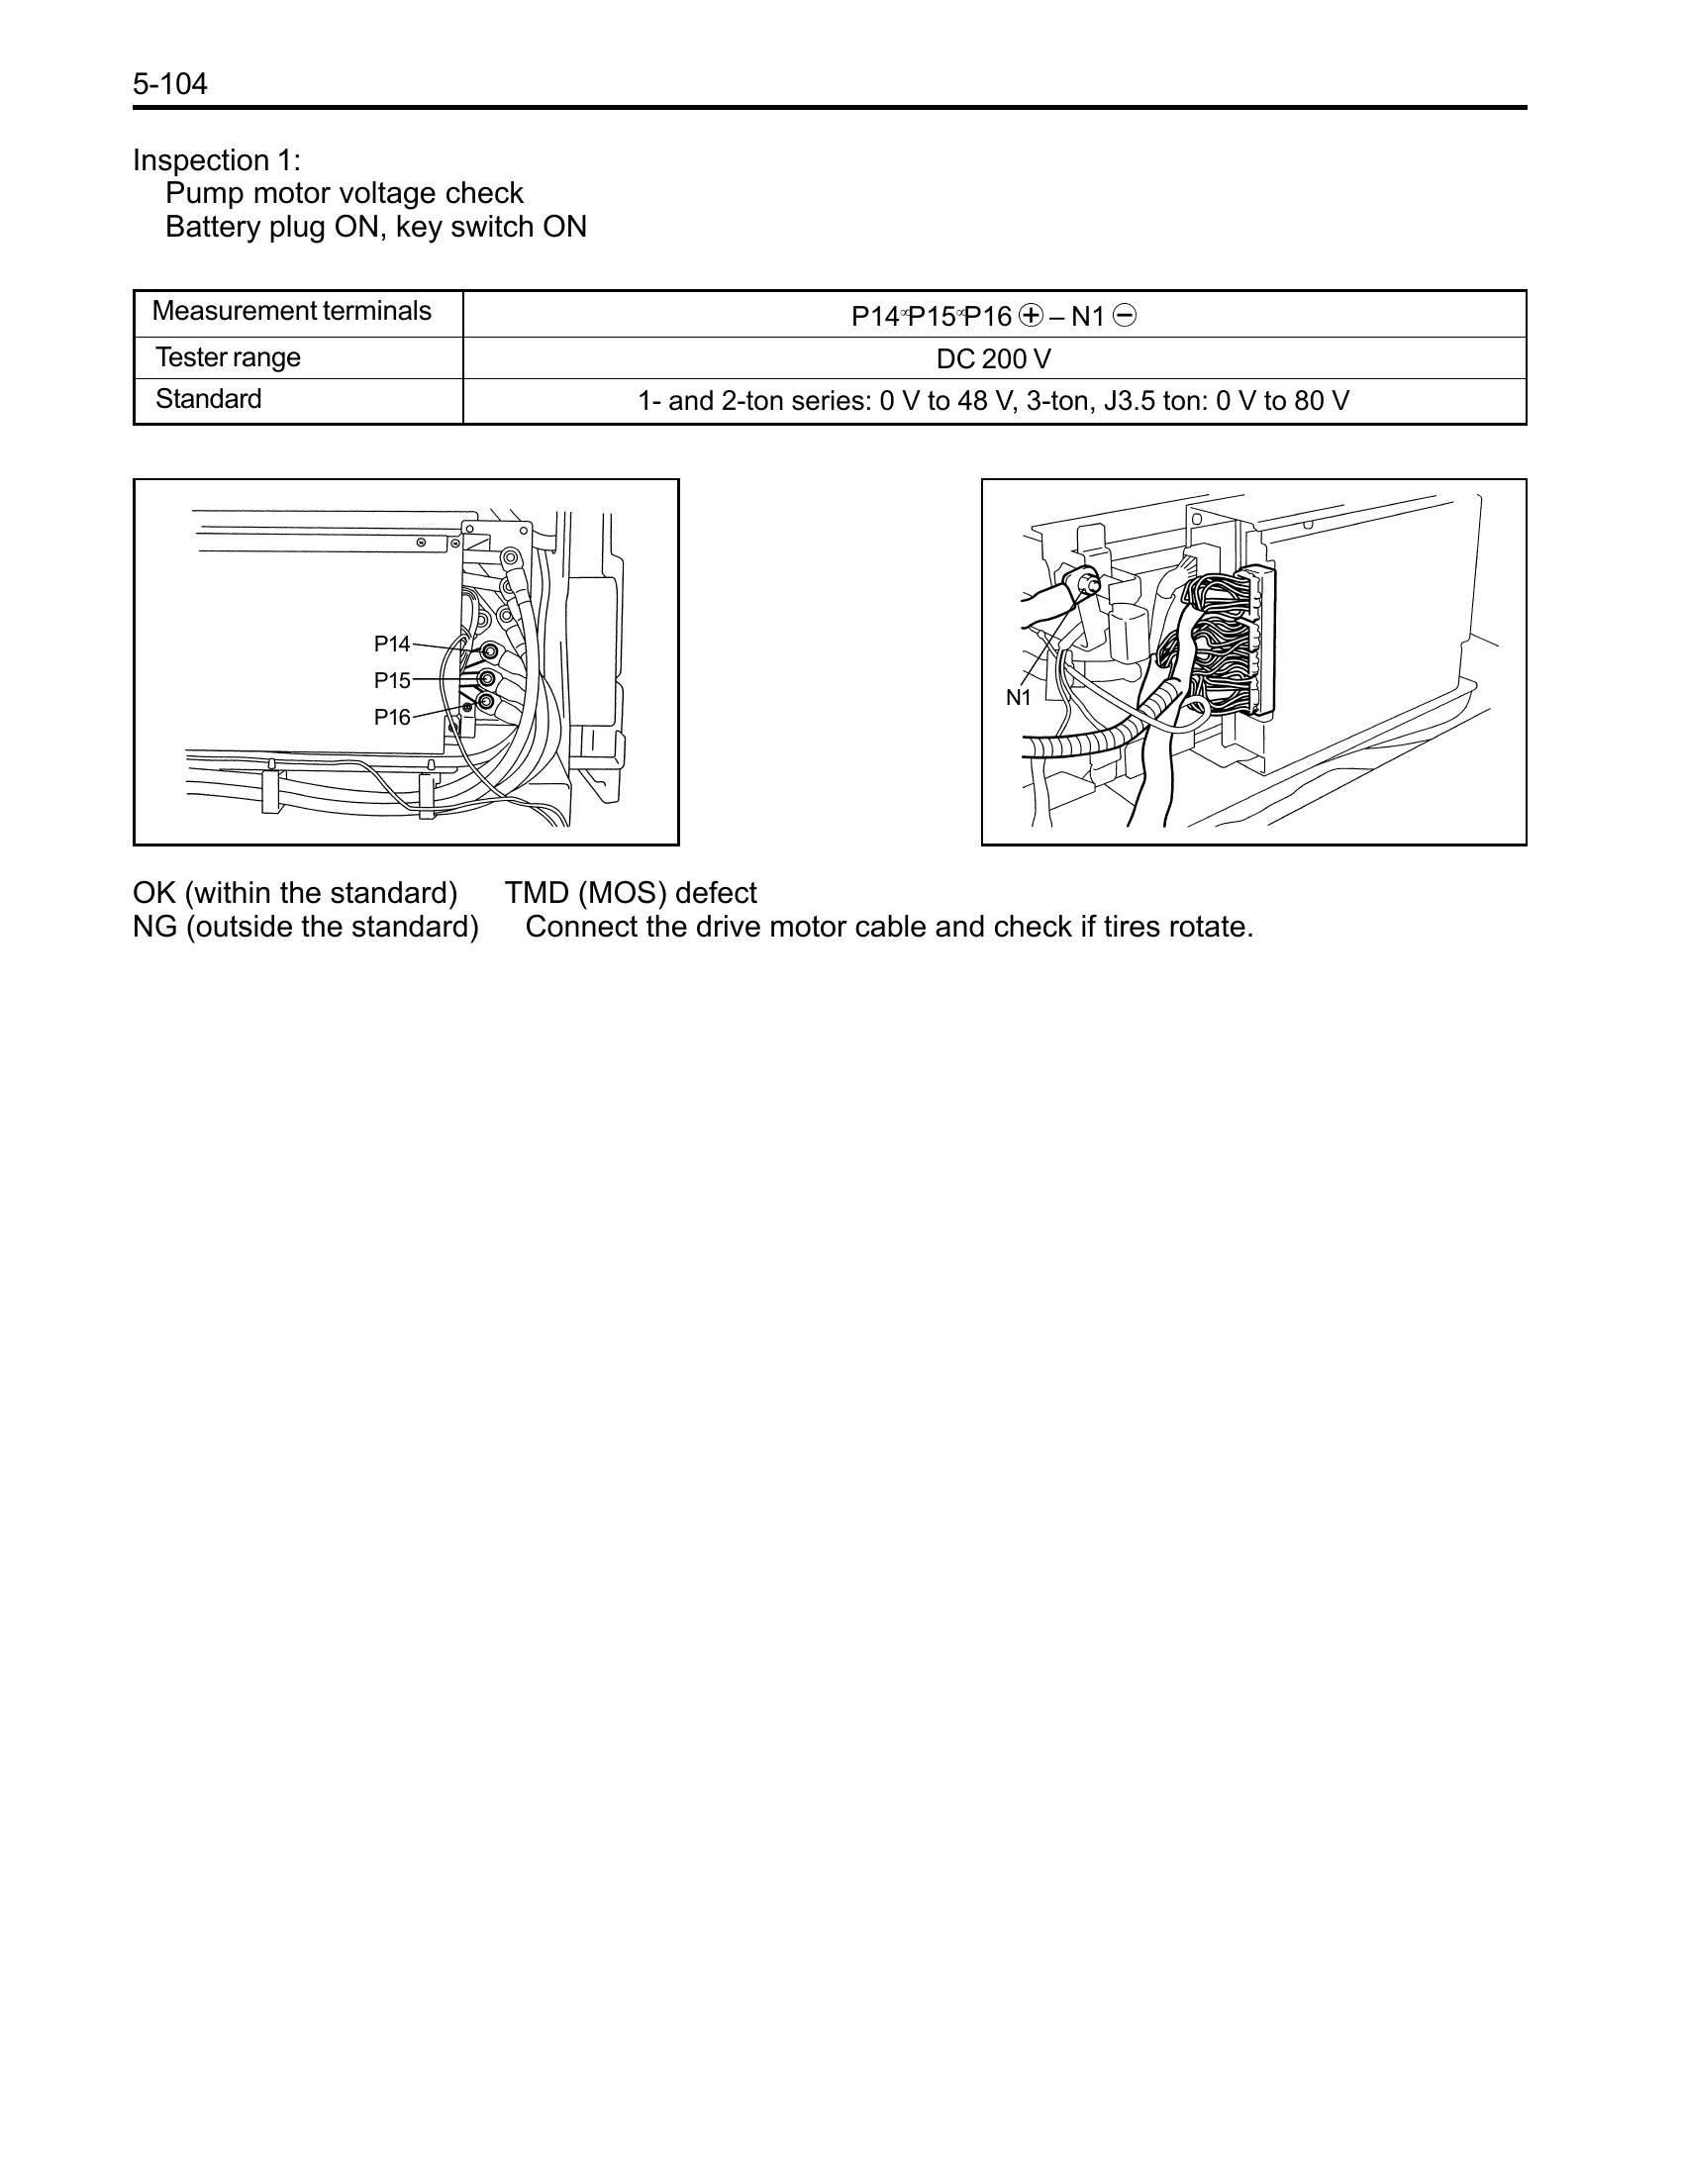 5-104
Inspection 1:
Pump motor voltage check
Battery plug ON, key switch ON
Measurement terminals P14∝P15∝P16 ⊕ – N1 ⊖
Tester range DC 200 V
Standard 1- and 2-ton series: 0 V to 48 V, 3-ton, J3.5 ton: 0 V to 80 V
P14
P15
P16
N1
OK (within the standard) TMD (MOS) defect
NG (outside the standard) Connect the drive motor cable and check if tires rotate.